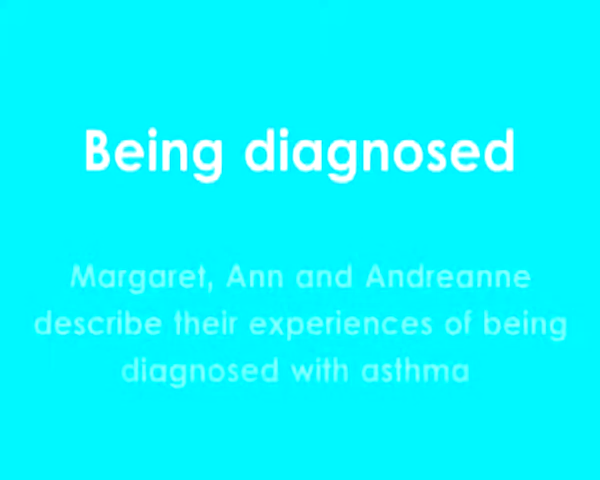 Being diagnosed
Margaret, Ann and Andreanne
describe their experiences of being
diagnosed with asthma